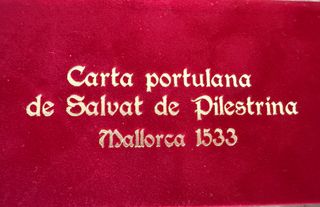 Carta portulana
de Salvat de Pilestrina
Mallorca 1533